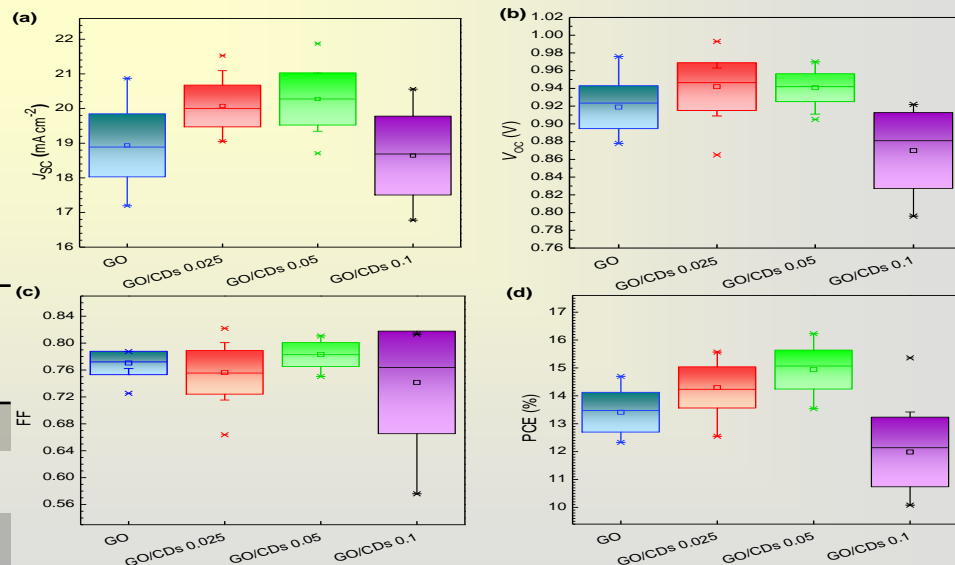 (a)
22
21
20
19
18
17
16
J_SC (mA cm⁻²)
GO
GO/CDs 0.025
GO/CDs 0.05
GO/CDs 0.1
(b)
1.02
1.00
0.98
0.96
0.94
0.92
0.90
0.88
0.86
0.84
0.82
0.80
0.78
0.76
V_OC (V)
GO
GO/CDs 0.025
GO/CDs 0.05
GO/CDs 0.1
(c)
0.84
0.80
0.76
0.72
0.68
0.64
0.60
0.56
FF
GO
GO/CDs 0.025
GO/CDs 0.05
GO/CDs 0.1
(d)
17
16
15
14
13
12
11
10
PCE (%)
GO
GO/CDs 0.025
GO/CDs 0.05
GO/CDs 0.1